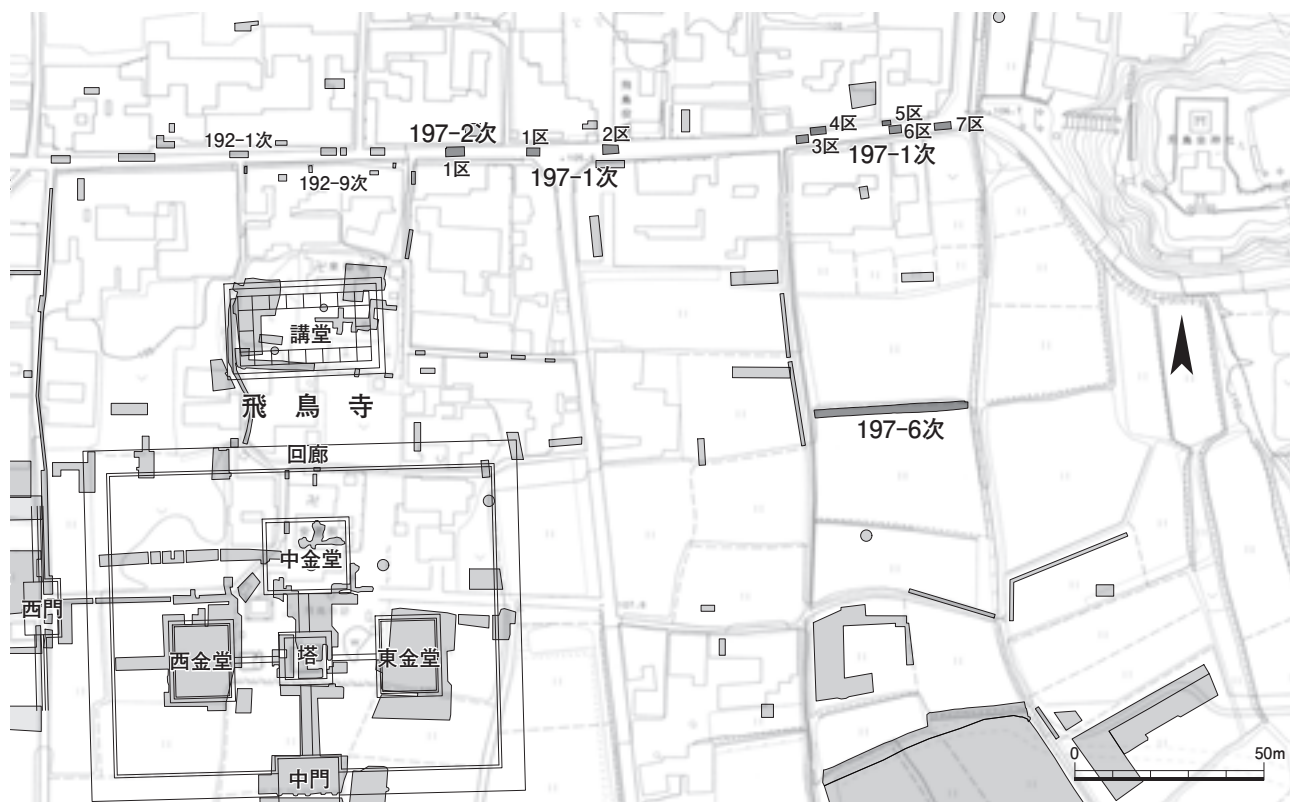 4区
5区
6区
7区
3区
197-1次
197-2次
1区
2区
192-1次
1区
197-1次
192-9次
講堂
飛鳥寺
回廊
197-6次
中金堂
西門
西金堂
塔
東金堂
中門
0
50m